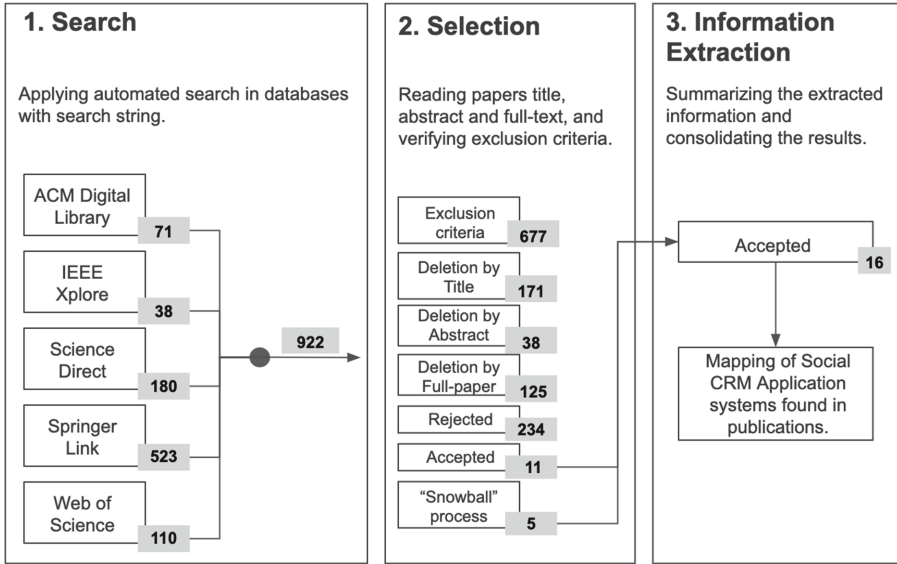 1. Search
Applying automated search in databases
with search string.
ACM Digital
Library
71
IEEE
Xplore
38
Science
Direct
180
Springer
Link
523
Web of
Science
110
922
2. Selection
Reading papers title,
abstract and full-text, and
verifying exclusion criteria.
Exclusion
criteria
677
Deletion by
Title
171
Deletion by
Abstract
38
Deletion by
Full-paper
125
Rejected
234
Accepted
11
“Snowball”
process
5
3. Information
Extraction
Summarizing the extracted
information and
consolidating the results.
Accepted
16
Mapping of Social
CRM Application
systems found in
publications.